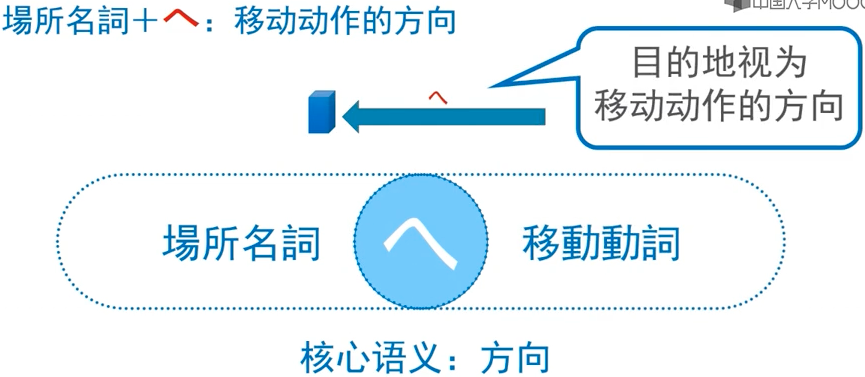 場所名詞＋へ：移动动作的方向
中国大学MOOC
目的地视为
移动动作的方向
へ
場所名詞 へ 移動動詞
核心语义：方向